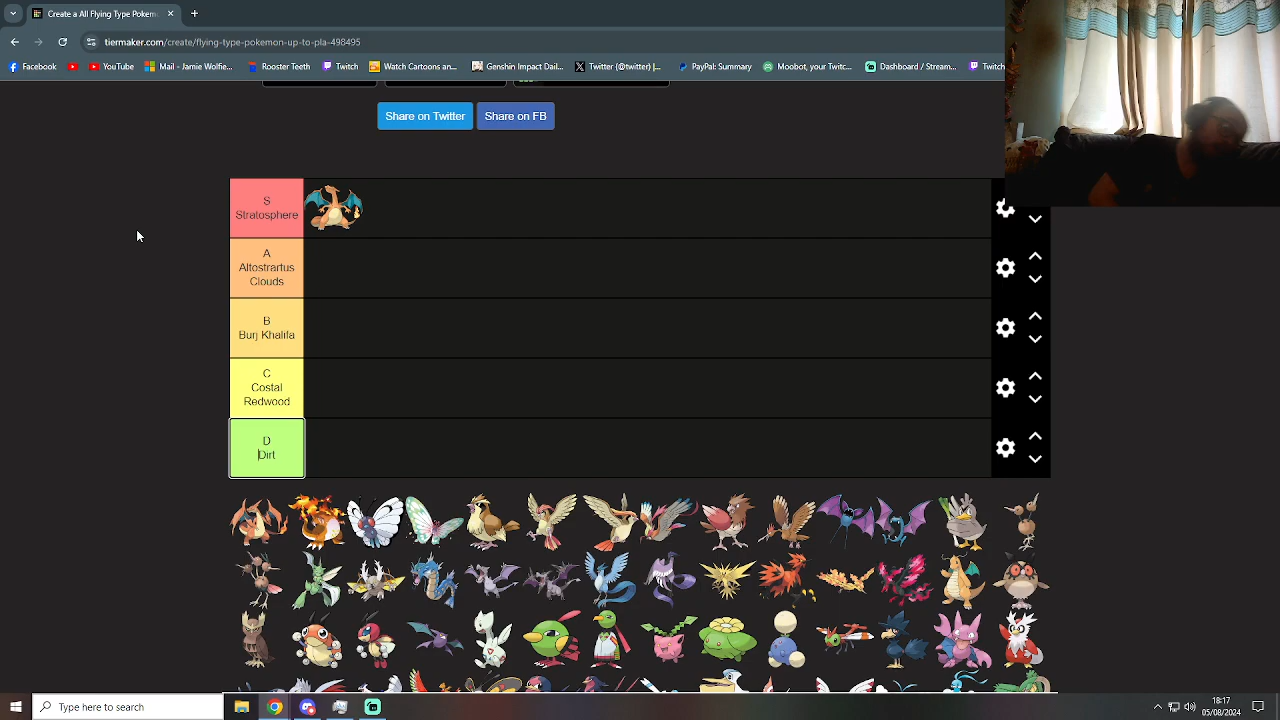 Create a All Flying Type Pokem
tiermaker.com/create/flying-type-pokemon-up-to-pla-498495
Facebook
YouTube
Mail - Jamie Wolfie...
Rooster Teeth
Twitch
Watch Cartoons an...
Genshin Impact Dail...
Twitter (@twitter) |...
PayPal: Summary
MooboT, your Twitc...
Dashboard / Stream...
Twitch
Share on Twitter
Share on FB
S
Stratosphere
A
Altostrartus
Clouds
B
Burj Khalifa
C
Costal
Redwood
D
Dirt
Type here to search
18:17
05/08/2024